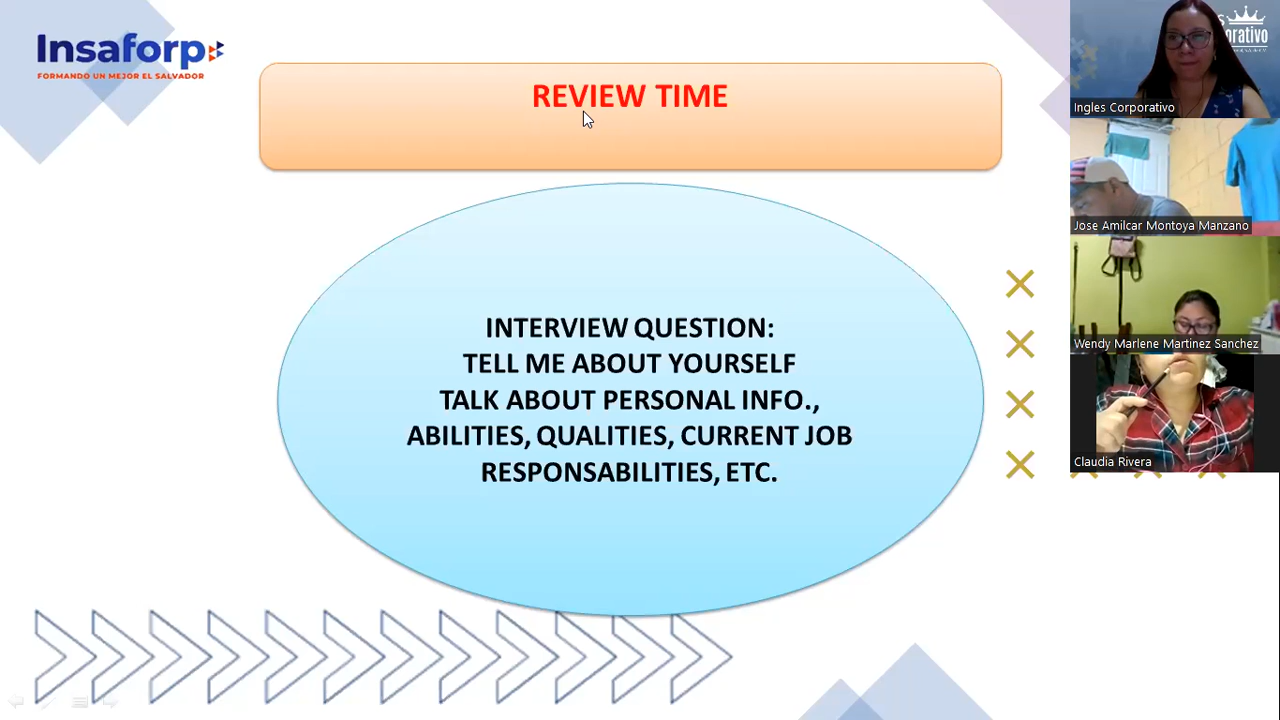 Insaforp
FORMANDO UN MEJOR EL SALVADOR
REVIEW TIME
INTERVIEW QUESTION:
TELL ME ABOUT YOURSELF
TALK ABOUT PERSONAL INFO.,
ABILITIES, QUALITIES, CURRENT JOB
RESPONSABILITIES, ETC.
Ingles Corporativo
Jose Amilcar Montoya Manzano
Wendy Marlene Martinez Sanchez
Claudia Rivera